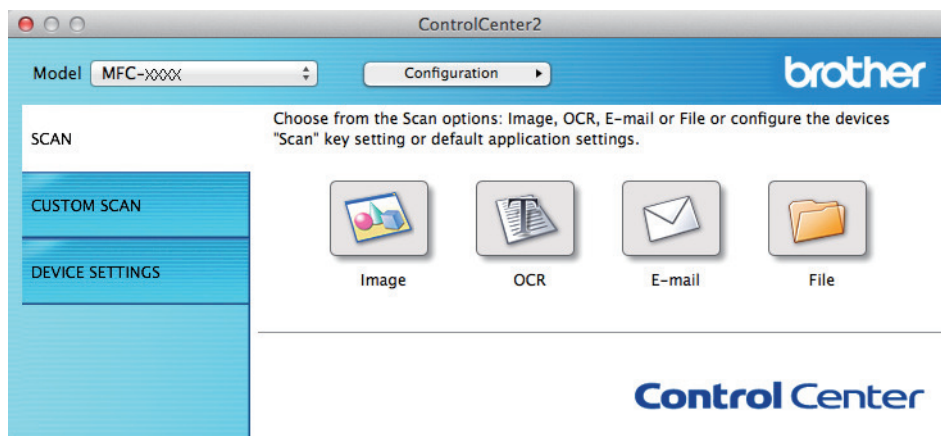 ControlCenter2
Model MFC-XXXX Configuration brother
SCAN
Choose from the Scan options: Image, OCR, E-mail or File or configure the devices
"Scan" key setting or default application settings.
CUSTOM SCAN
DEVICE SETTINGS
Image OCR E-mail File
Control Center